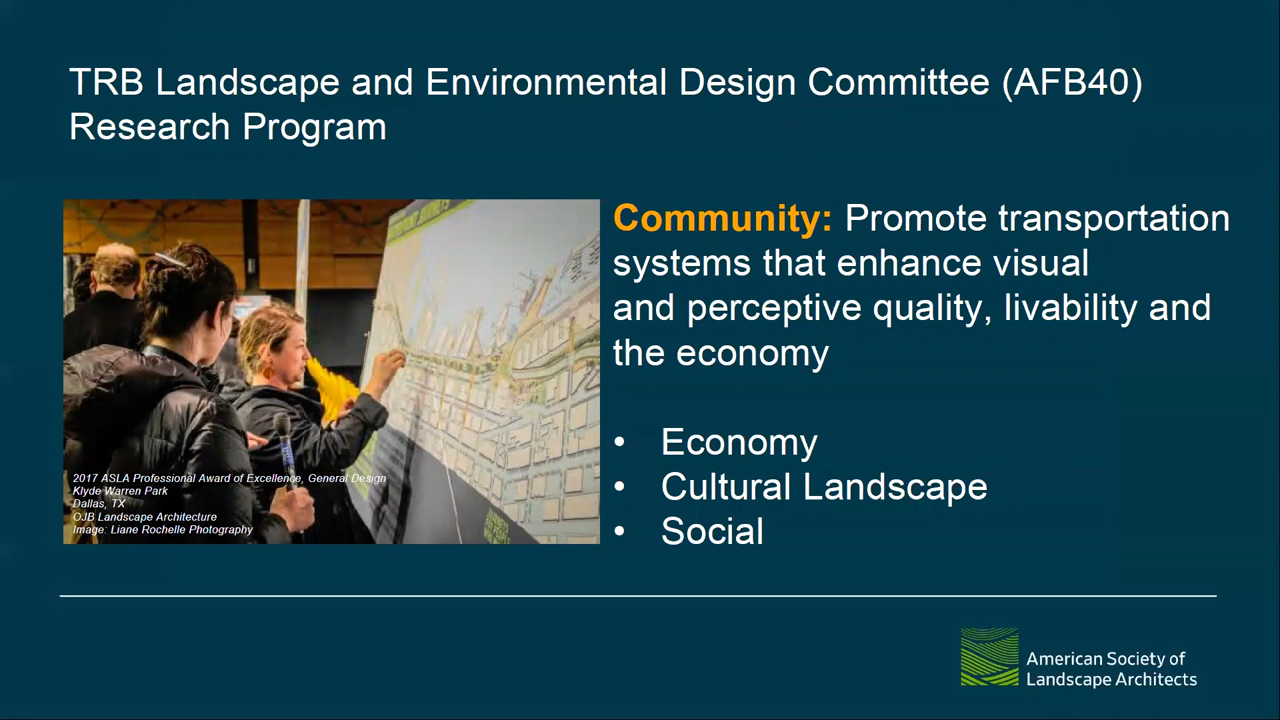 TRB Landscape and Environmental Design Committee (AFB40)
Research Program
Community: Promote transportation
systems that enhance visual
and perceptive quality, livability and
the economy
• Economy
• Cultural Landscape
• Social
2017 ASLA Professional Award of Excellence, General Design
Klyde Warren Park
Dallas, TX
OJB Landscape Architecture
Image: Liane Rochelle Photography
American Society of
Landscape Architects